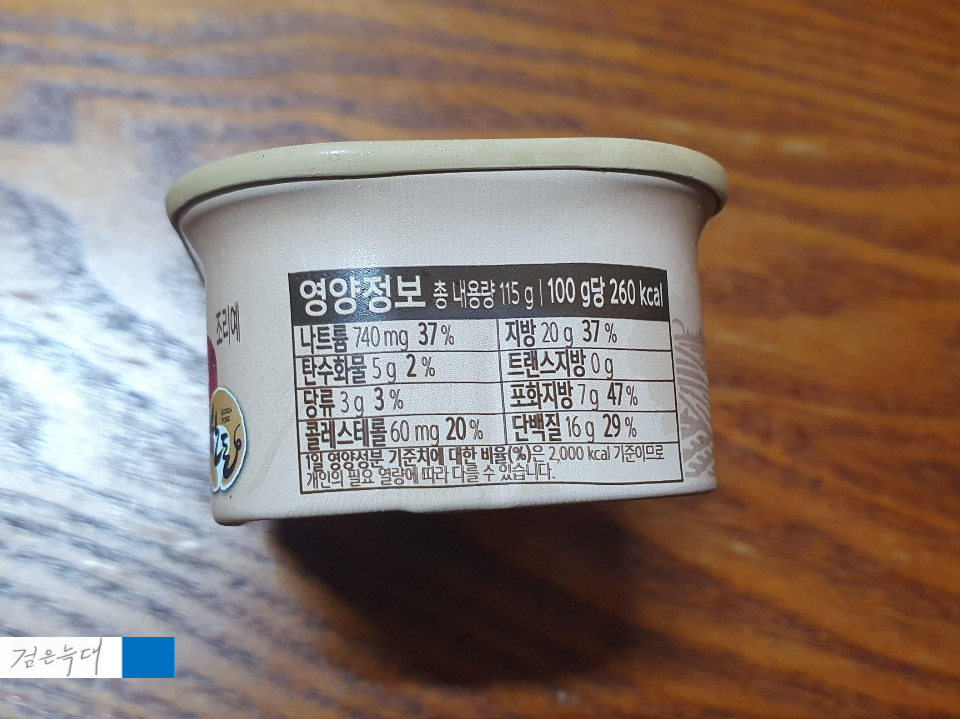 영양정보 총 내용량 115 g | 100 g당 260 kcal
나트륨 740 mg 37 % 지방 20 g 37 %
탄수화물 5 g 2 % 트랜스지방 0 g
당류 3 g 3 % 포화지방 7 g 47 %
콜레스테롤 60 mg 20 % 단백질 16 g 29 %
1일 영양성분 기준치에 대한 비율(%)은 2,000 kcal 기준이므로
개인의 필요 열량에 따라 다를 수 있습니다.
조리예
검은늑대